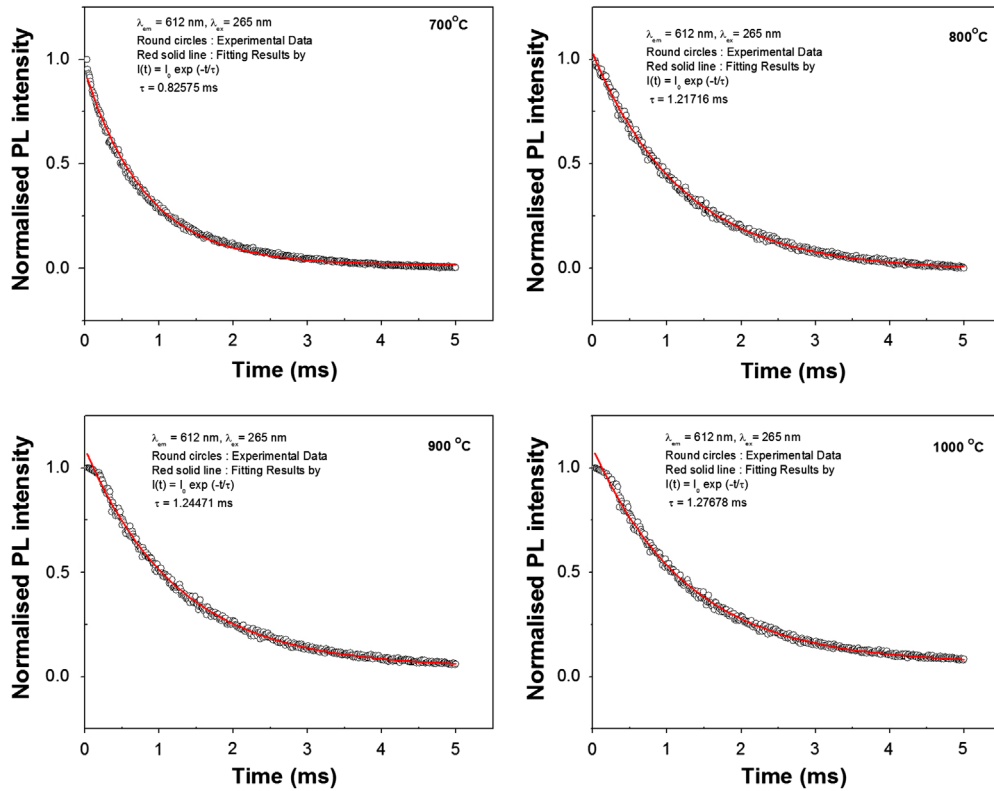 λem = 612 nm, λex = 265 nm
700°C
Round circles : Experimental Data
Red solid line : Fitting Results by
I(t) = I₀ exp (-t/τ)
τ = 0.82575 ms
Normalised PL intensity
1.0
0.5
0.0
0 1 2 3 4 5
Time (ms)
λem = 612 nm, λex = 265 nm
800°C
Round circles : Experimental Data
Red solid line : Fitting Results by
I(t) = I₀ exp (-t/τ)
τ = 1.21716 ms
Normalised PL intensity
1.0
0.5
0.0
0 1 2 3 4 5
Time (ms)
λem = 612 nm, λex = 265 nm
900 °C
Round circles : Experimental Data
Red solid line : Fitting Results by
I(t) = I₀ exp (-t/τ)
τ = 1.24471 ms
Normalised PL intensity
1.0
0.5
0.0
0 1 2 3 4 5
Time (ms)
λem = 612 nm, λex = 265 nm
1000 °C
Round circles : Experimental Data
Red solid line : Fitting Results by
I(t) = I₀ exp (-t/τ)
τ = 1.27678 ms
Normalised PL intensity
1.0
0.5
0.0
0 1 2 3 4 5
Time (ms)